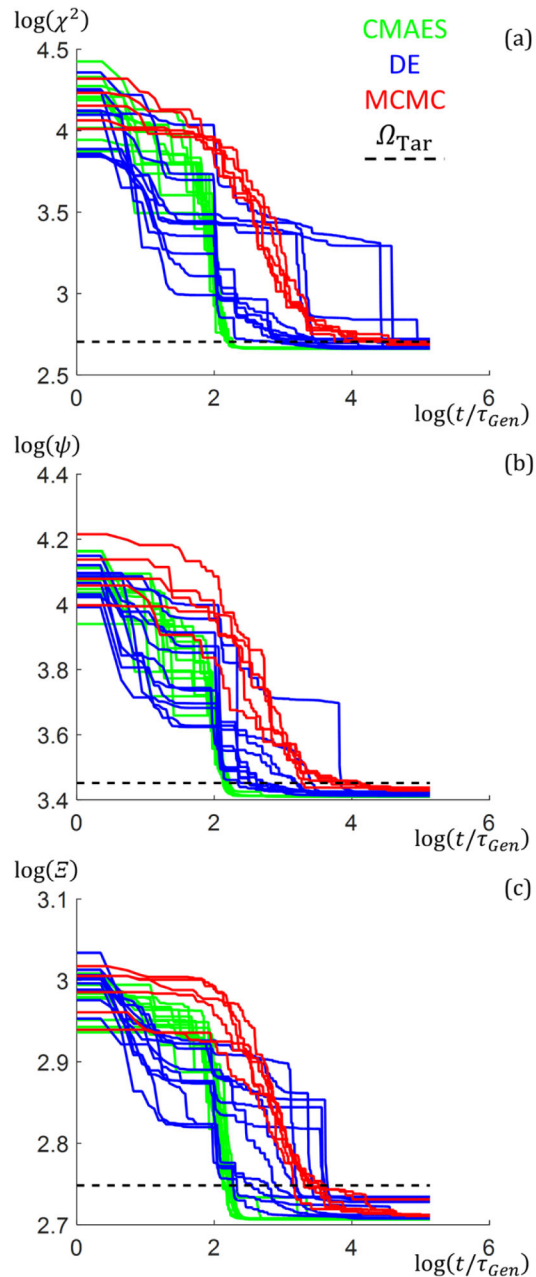 log(χ²)
(a)
CMAES
DE
MCMC
Ω_Tar
4.5
4
3.5
3
2.5
0 2 4 6
log(t/τ_Gen)
log(ψ)
(b)
4.4
4.2
4
3.8
3.6
3.4
0 2 4 6
log(t/τ_Gen)
log(Ξ)
(c)
3.1
3
2.9
2.8
2.7
0 2 4 6
log(t/τ_Gen)